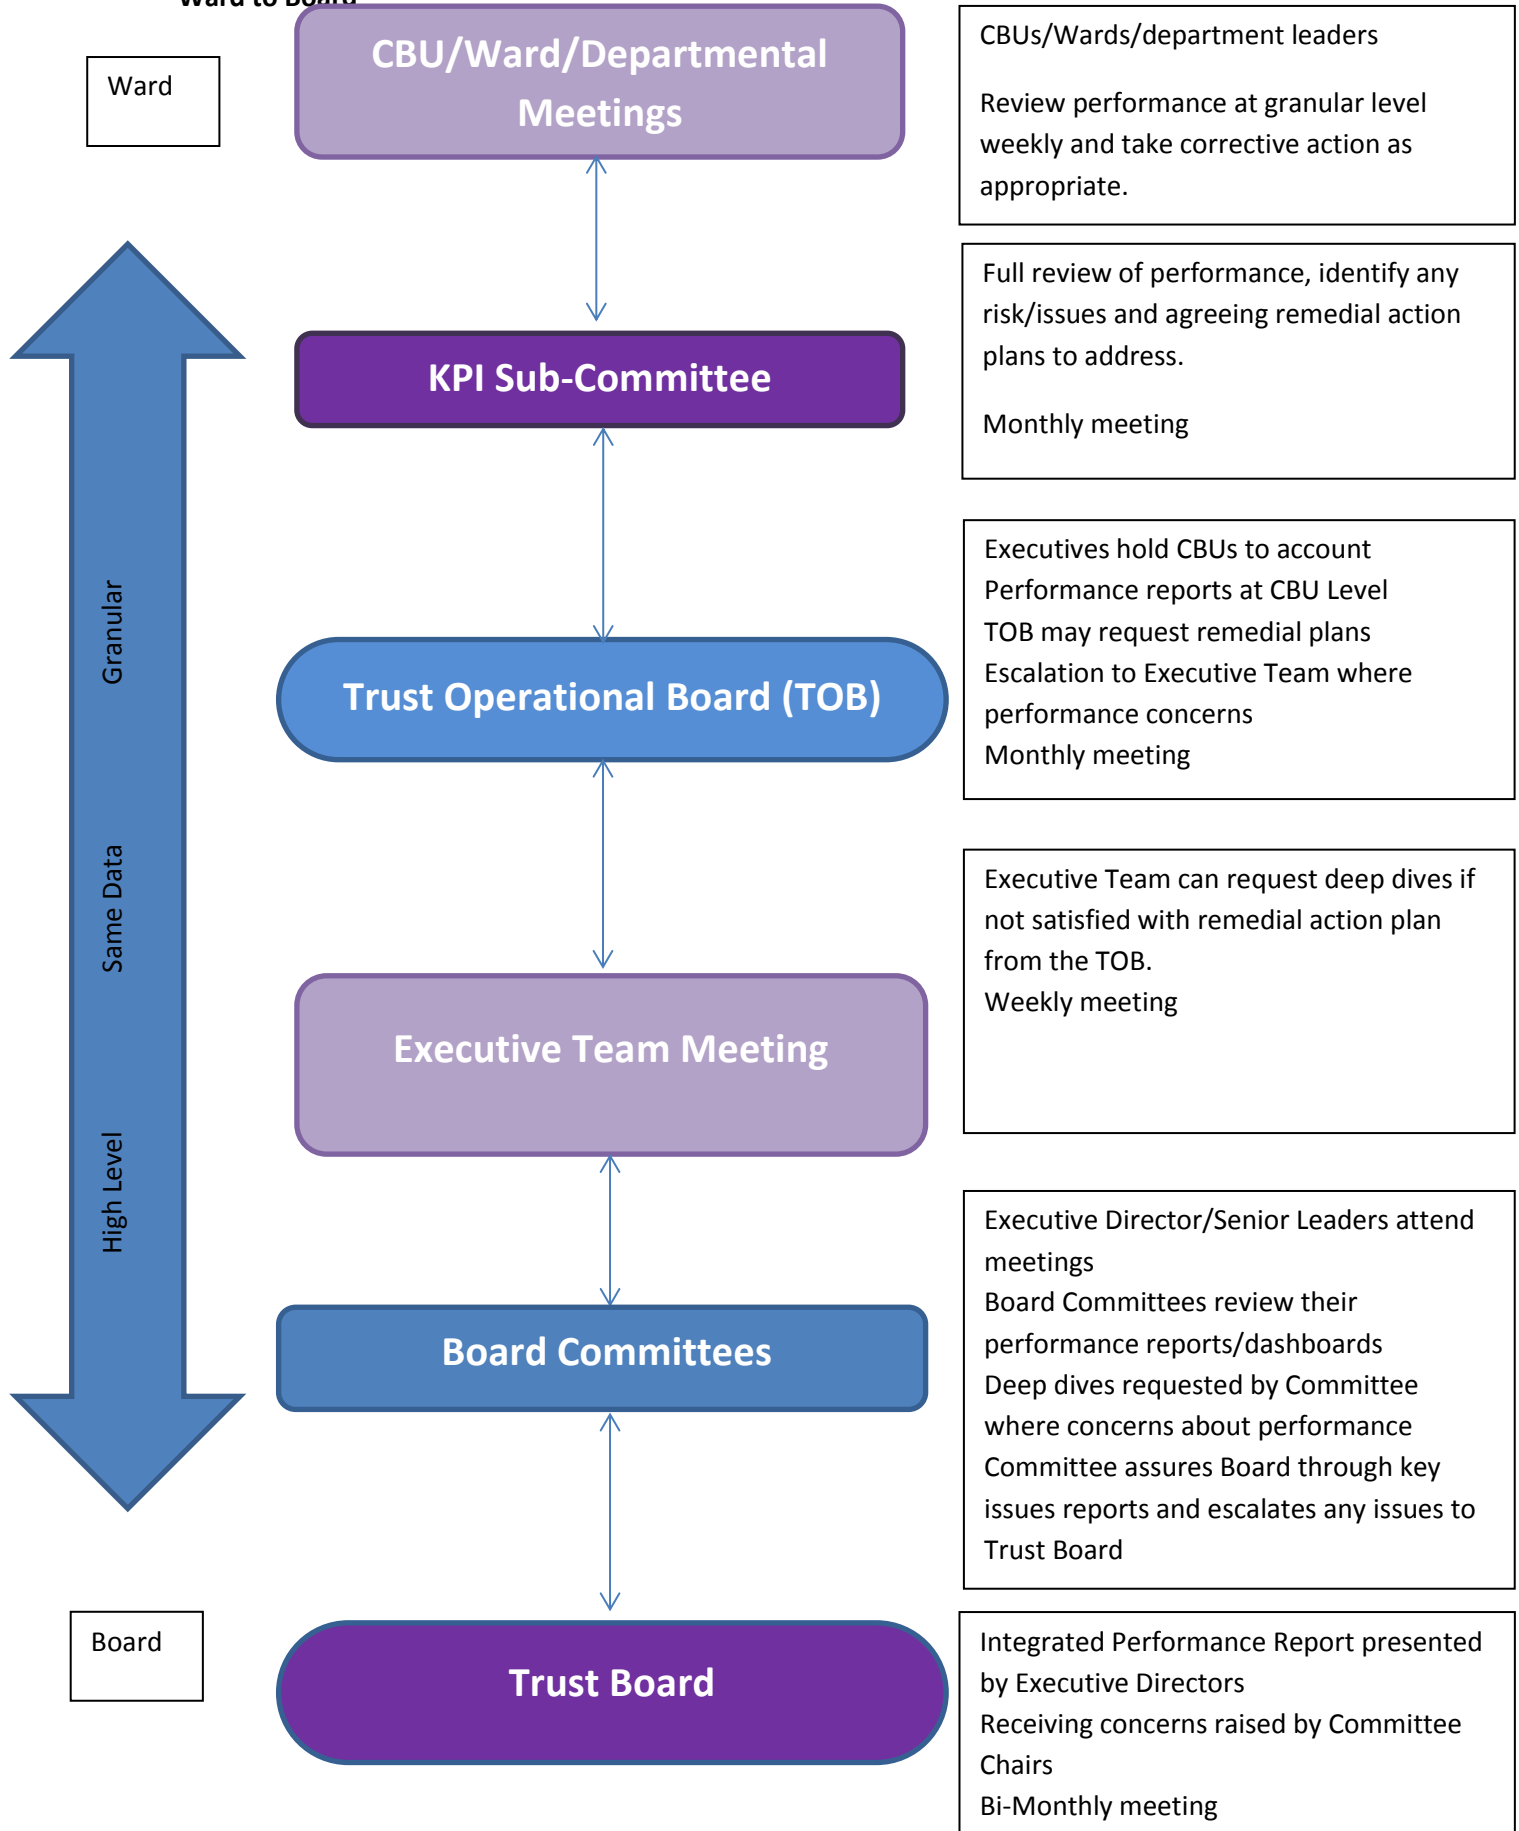 Ward to Board
Ward
CBU/Ward/Departmental
Meetings
CBUs/Wards/department leaders
Review performance at granular level
weekly and take corrective action as
appropriate.
KPI Sub-Committee
Full review of performance, identify any
risk/issues and agreeing remedial action
plans to address.
Monthly meeting
Granular
Same Data
High Level
Trust Operational Board (TOB)
Executives hold CBUs to account
Performance reports at CBU Level
TOB may request remedial plans
Escalation to Executive Team where
performance concerns
Monthly meeting
Executive Team Meeting
Executive Team can request deep dives if
not satisfied with remedial action plan
from the TOB.
Weekly meeting
Board Committees
Executive Director/Senior Leaders attend
meetings
Board Committees review their
performance reports/dashboards
Deep dives requested by Committee
where concerns about performance
Committee assures Board through key
issues reports and escalates any issues to
Trust Board
Board
Trust Board
Integrated Performance Report presented
by Executive Directors
Receiving concerns raised by Committee
Chairs
Bi-Monthly meeting